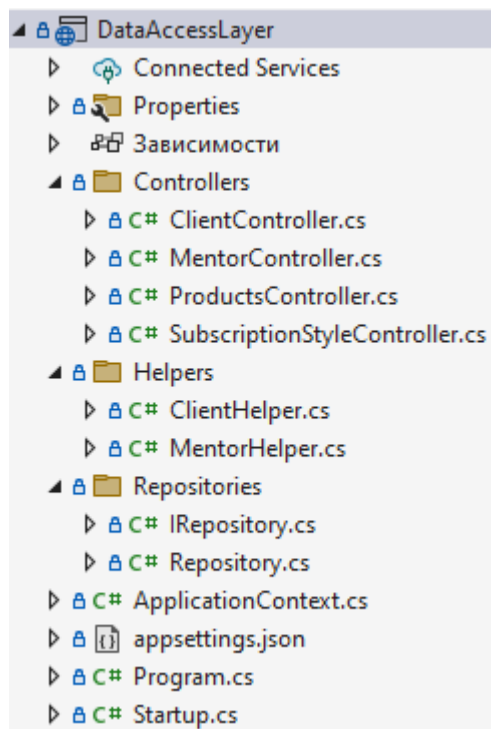 DataAccessLayer
Connected Services
Properties
Зависимости
Controllers
C# ClientController.cs
C# MentorController.cs
C# ProductsController.cs
C# SubscriptionStyleController.cs
Helpers
C# ClientHelper.cs
C# MentorHelper.cs
Repositories
C# IRepository.cs
C# Repository.cs
C# ApplicationContext.cs
appsettings.json
C# Program.cs
C# Startup.cs